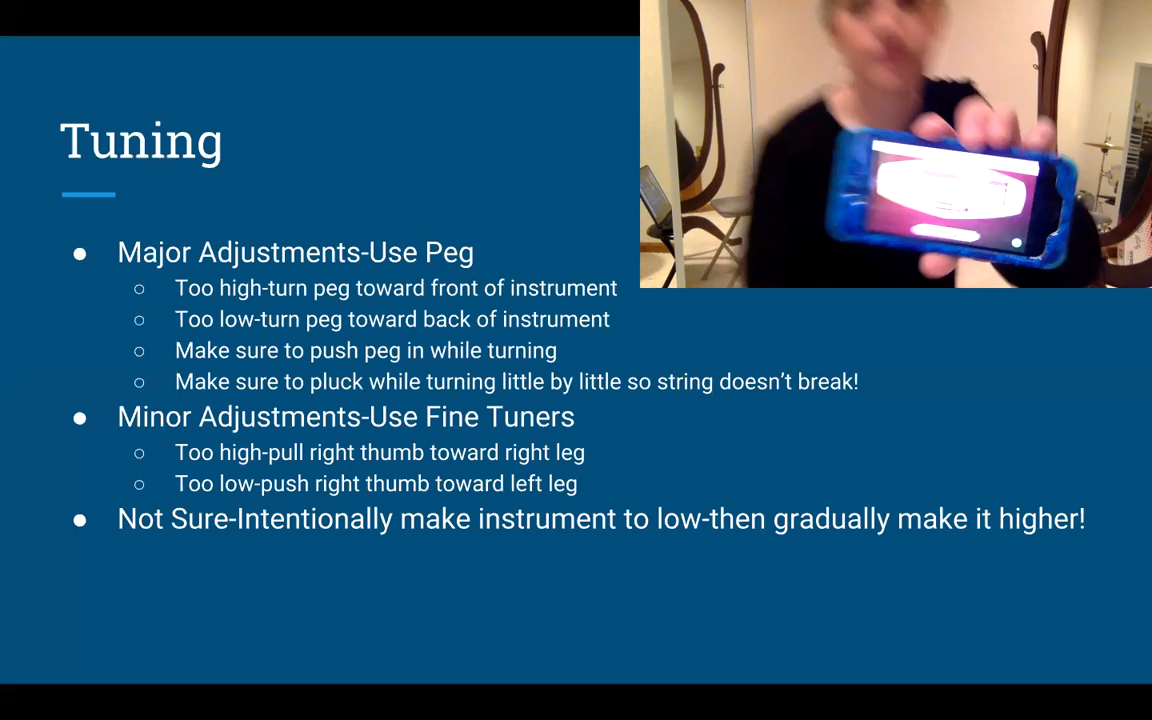 Tuning
● Major Adjustments-Use Peg
○ Too high-turn peg toward front of instrument
○ Too low-turn peg toward back of instrument
○ Make sure to push peg in while turning
○ Make sure to pluck while turning little by little so string doesn't break!
● Minor Adjustments-Use Fine Tuners
○ Too high-pull right thumb toward right leg
○ Too low-push right thumb toward left leg
● Not Sure-Intentionally make instrument to low-then gradually make it higher!